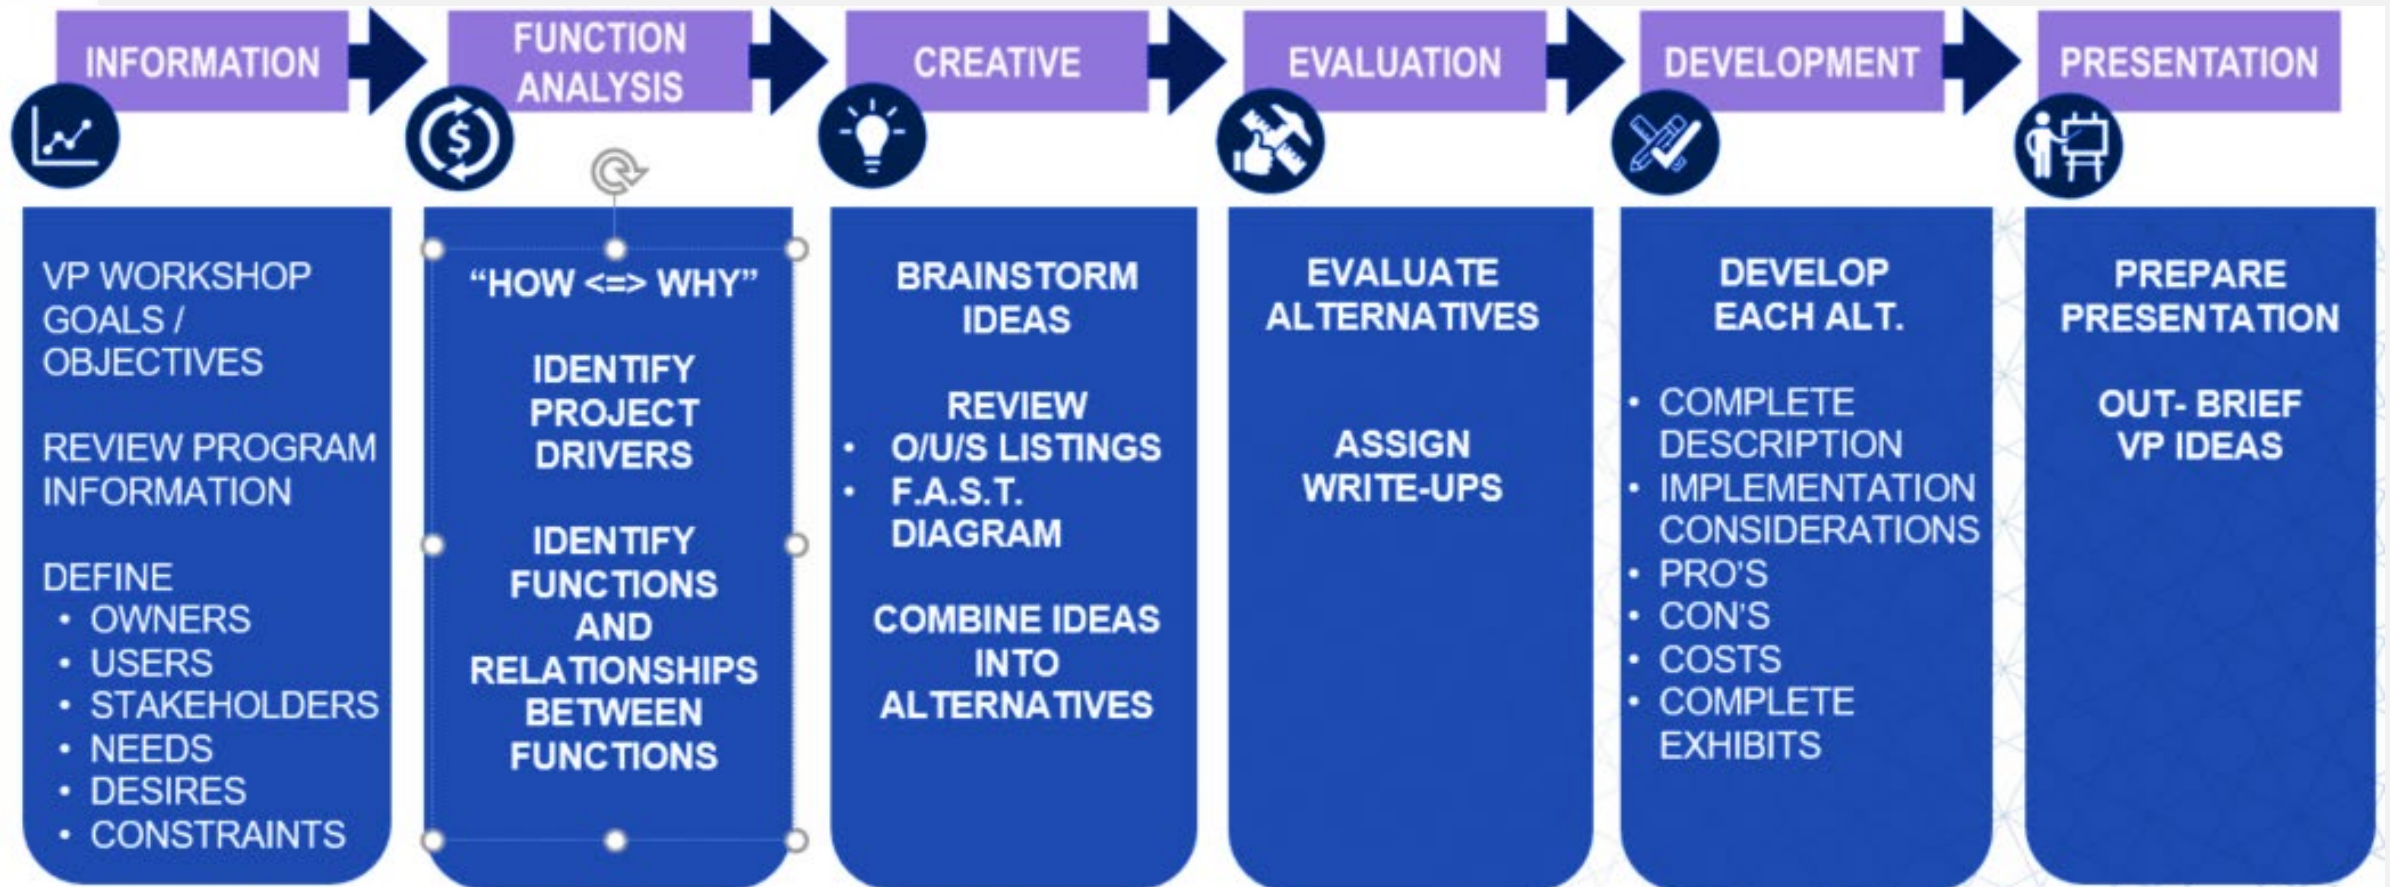 INFORMATION
FUNCTION
ANALYSIS
CREATIVE
EVALUATION
DEVELOPMENT
PRESENTATION
VP WORKSHOP
GOALS /
OBJECTIVES
REVIEW PROGRAM
INFORMATION
DEFINE
• OWNERS
• USERS
• STAKEHOLDERS
• NEEDS
• DESIRES
• CONSTRAINTS
“HOW <=> WHY”
IDENTIFY
PROJECT
DRIVERS
IDENTIFY
FUNCTIONS
AND
RELATIONSHIPS
BETWEEN
FUNCTIONS
BRAINSTORM
IDEAS
REVIEW
• O/U/S LISTINGS
• F.A.S.T.
DIAGRAM
COMBINE IDEAS
INTO
ALTERNATIVES
EVALUATE
ALTERNATIVES
ASSIGN
WRITE-UPS
DEVELOP
EACH ALT.
• COMPLETE
DESCRIPTION
• IMPLEMENTATION
CONSIDERATIONS
• PRO'S
• CON'S
• COSTS
• COMPLETE
EXHIBITS
PREPARE
PRESENTATION
OUT- BRIEF
VP IDEAS